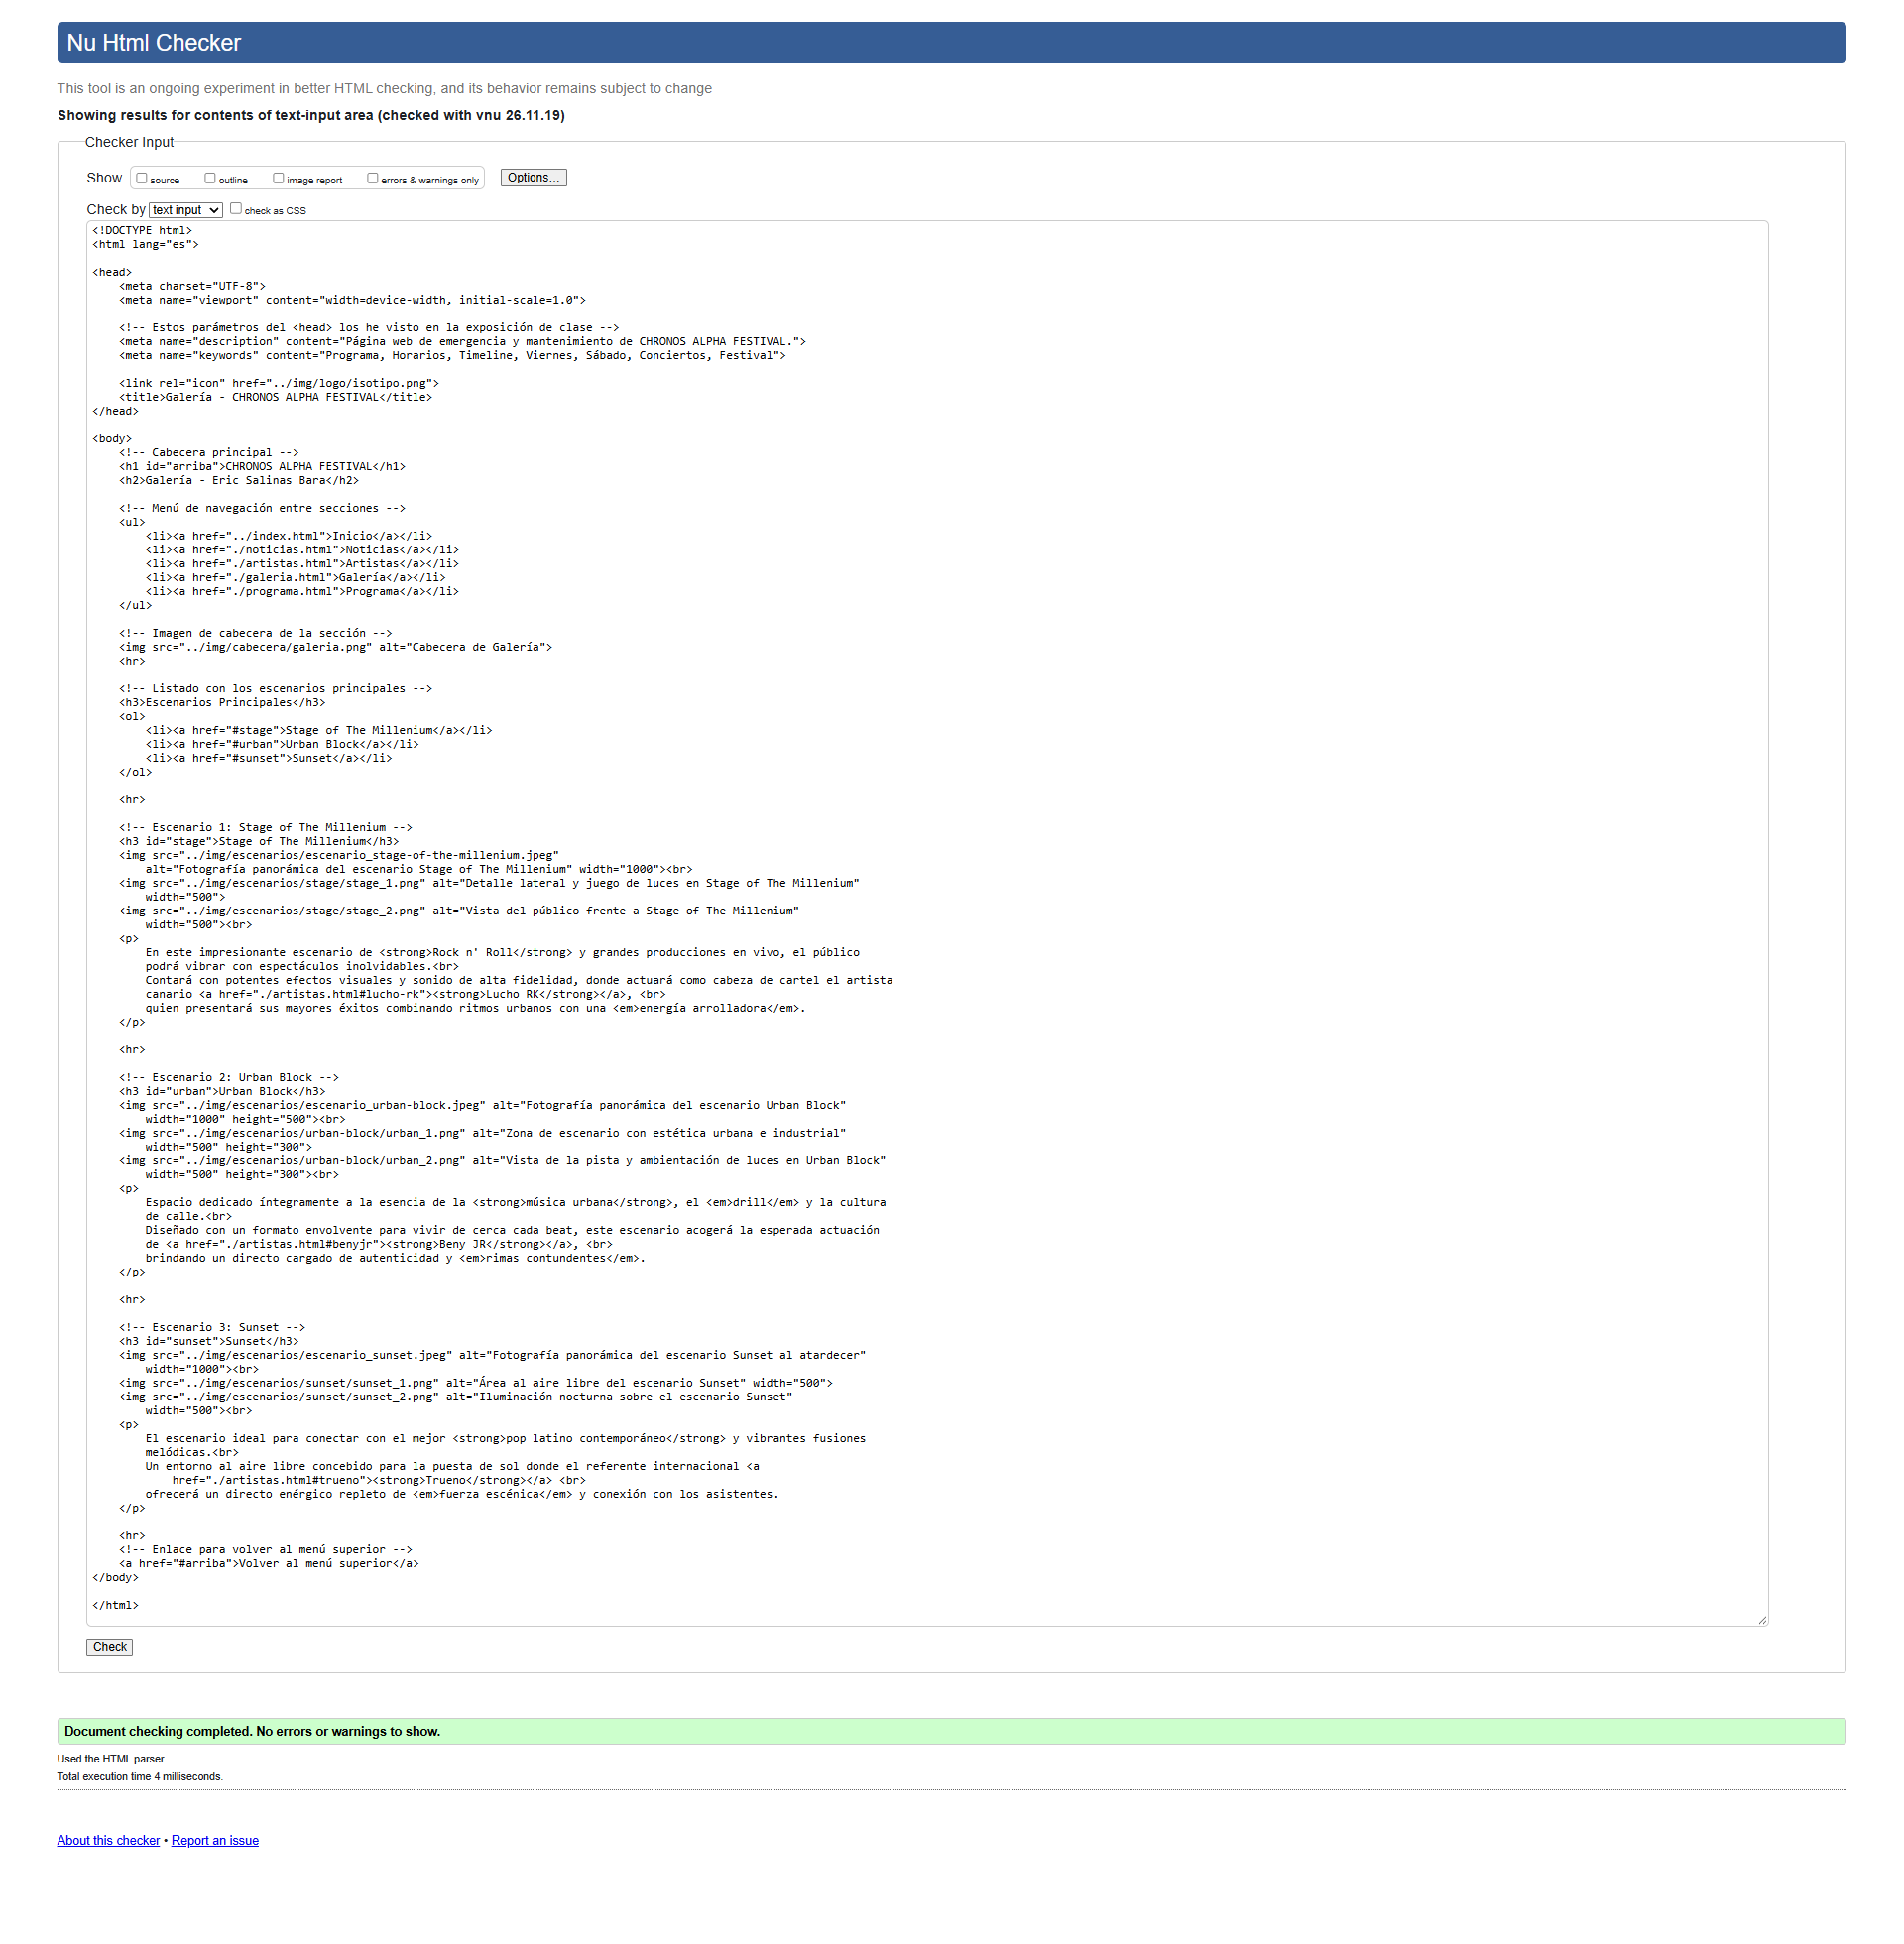 Nu Html Checker
This tool is an ongoing experiment in better HTML checking, and its behavior remains subject to change
Showing results for contents of text-input area (checked with vnu 26.11.19)
Checker Input
Show source outline image report errors & warnings only Options...
Check by text input check as CSS
<!DOCTYPE html>
<html lang="es">
<head>
<meta charset="UTF-8">
<meta name="viewport" content="width=device-width, initial-scale=1.0">
<!-- Estos parámetros del <head> los he visto en la exposición de clase -->
<meta name="description" content="Página web de emergencia y mantenimiento de CHRONOS ALPHA FESTIVAL.">
<meta name="keywords" content="Programa, Horarios, Timeline, Viernes, Sábado, Conciertos, Festival">
<link rel="icon" href="../img/logo/isotipo.png">
<title>Galería - CHRONOS ALPHA FESTIVAL</title>
</head>
<body>
<!-- Cabecera principal -->
<h1 id="arriba">CHRONOS ALPHA FESTIVAL</h1>
<h2>Galería - Eric Salinas Bara</h2>
<!-- Menú de navegación entre secciones -->
<ul>
<li><a href="../index.html">Inicio</a></li>
<li><a href="./noticias.html">Noticias</a></li>
<li><a href="./artistas.html">Artistas</a></li>
<li><a href="./galeria.html">Galería</a></li>
<li><a href="./programa.html">Programa</a></li>
</ul>
<!-- Imagen de cabecera de la sección -->
<img src="../img/cabecera/galeria.png" alt="Cabecera de Galería">
<hr>
<!-- Listado con los escenarios principales -->
<h3>Escenarios Principales</h3>
<ol>
<li><a href="#stage">Stage of The Millenium</a></li>
<li><a href="#urban">Urban Block</a></li>
<li><a href="#sunset">Sunset</a></li>
</ol>
<hr>
<!-- Escenario 1: Stage of The Millenium -->
<h3 id="stage">Stage of The Millenium</h3>
<img src="../img/escenarios/escenario_stage-of-the-millenium.jpeg"
alt="Fotografía panorámica del escenario Stage of The Millenium" width="1000"><br>
<img src="../img/escenarios/stage/stage_1.png" alt="Detalle lateral y juego de luces en Stage of The Millenium"
width="500">
<img src="../img/escenarios/stage/stage_2.png" alt="Vista del público frente a Stage of The Millenium"
width="500"><br>
<p>
En este impresionante escenario de <strong>Rock n' Roll</strong> y grandes producciones en vivo, el público
podrá vibrar con espectáculos inolvidables.<br>
Contará con potentes efectos visuales y sonido de alta fidelidad, donde actuará como cabeza de cartel el artista
canario <a href="./artistas.html#lucho-rk"><strong>Lucho RK</strong></a>, <br>
quien presentará sus mayores éxitos combinando ritmos urbanos con una <em>energía arrolladora</em>.
</p>
<hr>
<!-- Escenario 2: Urban Block -->
<h3 id="urban">Urban Block</h3>
<img src="../img/escenarios/escenario_urban-block.jpeg" alt="Fotografía panorámica del escenario Urban Block"
width="1000" height="500"><br>
<img src="../img/escenarios/urban-block/urban_1.png" alt="Zona de escenario con estética urbana e industrial"
width="500" height="300">
<img src="../img/escenarios/urban-block/urban_2.png" alt="Vista de la pista y ambientación de luces en Urban Block"
width="500" height="300"><br>
<p>
Espacio dedicado íntegramente a la esencia de la <strong>música urbana</strong>, el <em>drill</em> y la cultura
de calle.<br>
Diseñado con un formato envolvente para vivir de cerca cada beat, este escenario acogerá la esperada actuación
de <a href="./artistas.html#benyjr"><strong>Beny JR</strong></a>, <br>
brindando un directo cargado de autenticidad y <em>rimas contundentes</em>.
</p>
<hr>
<!-- Escenario 3: Sunset -->
<h3 id="sunset">Sunset</h3>
<img src="../img/escenarios/escenario_sunset.jpeg" alt="Fotografía panorámica del escenario Sunset al atardecer"
width="1000"><br>
<img src="../img/escenarios/sunset/sunset_1.png" alt="Área al aire libre del escenario Sunset" width="500">
<img src="../img/escenarios/sunset/sunset_2.png" alt="Iluminación nocturna sobre el escenario Sunset"
width="500"><br>
<p>
El escenario ideal para conectar con el mejor <strong>pop latino contemporáneo</strong> y vibrantes fusiones
melódicas.<br>
Un entorno al aire libre concebido para la puesta de sol donde el referente internacional <a
href="./artistas.html#trueno"><strong>Trueno</strong></a> <br>
ofrecerá un directo enérgico repleto de <em>fuerza escénica</em> y conexión con los asistentes.
</p>
<hr>
<!-- Enlace para volver al menú superior -->
<a href="#arriba">Volver al menú superior</a>
</body>
</html>
Check
Document checking completed. No errors or warnings to show.
Used the HTML parser.
Total execution time 4 milliseconds.
About this checker • Report an issue